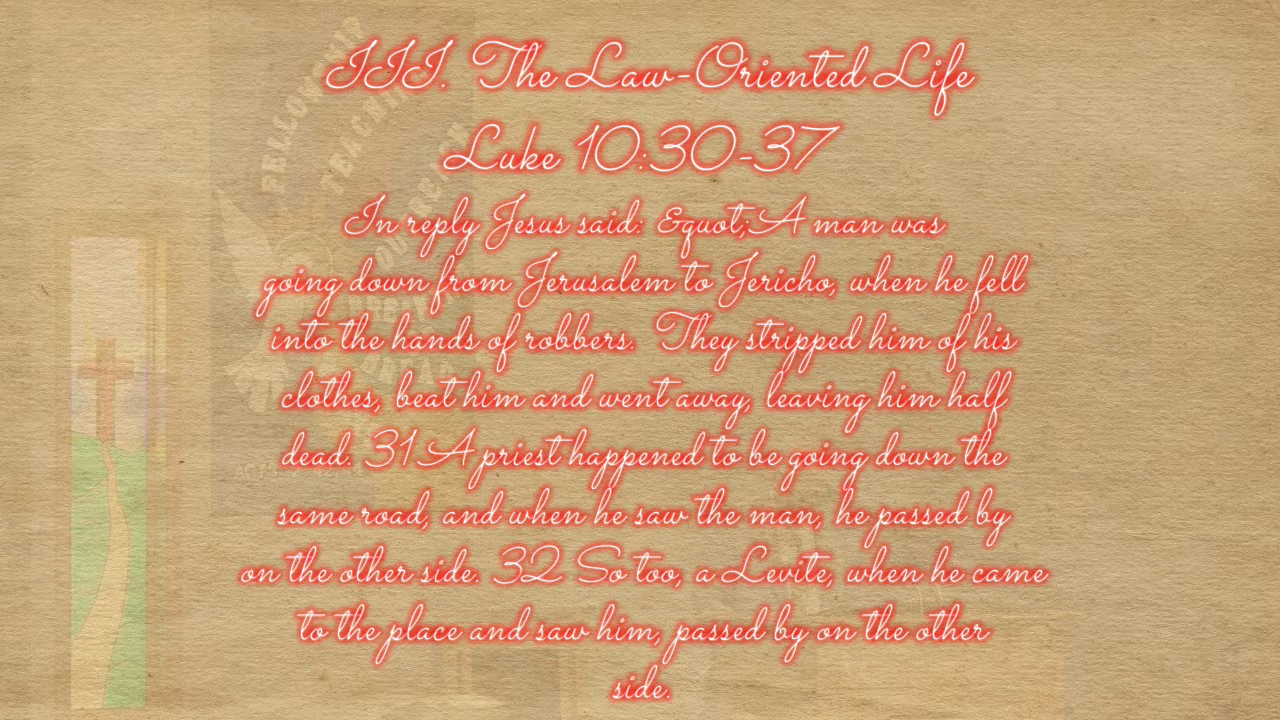 III. The Law-Oriented Life
Luke 10:30-37
In reply Jesus said: &quot;A man was
going down from Jerusalem to Jericho, when he fell
into the hands of robbers. They stripped him of his
clothes, beat him and went away, leaving him half
dead. 31 A priest happened to be going down the
same road, and when he saw the man, he passed by
on the other side. 32 So too, a Levite, when he came
to the place and saw him, passed by on the other
side.
FELLOWSHIP